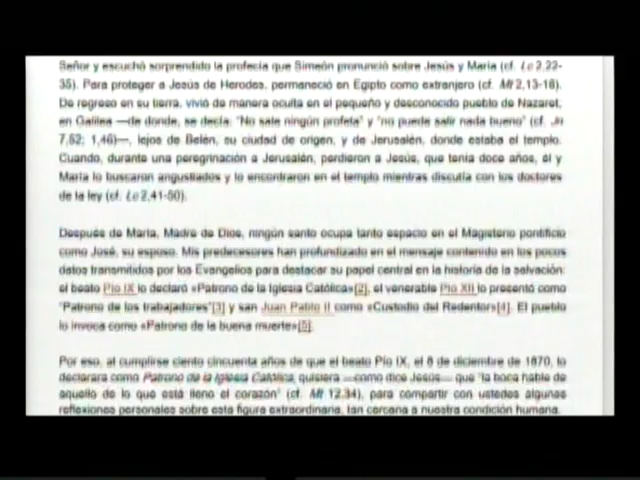 Señor y escuchó sorprendido la profecía que Simeón pronunció sobre Jesús y María (cf. Lc 2,22-
35). Para proteger a Jesús de Herodes, permaneció en Egipto como extranjero (cf. Mt 2,13-18).
De regreso en su tierra, vivió de manera oculta en el pequeño y desconocido pueblo de Nazaret,
en Galilea —de donde, se decía: "No sale ningún profeta" y "no puede salir nada bueno" (cf. Jn
7,52; 1,46)—, lejos de Belén, su ciudad de origen, y de Jerusalén, donde estaba el templo.
Cuando, durante una peregrinación a Jerusalén, perdieron a Jesús, que tenía doce años, él y
María lo buscaron angustiados y lo encontraron en el templo mientras discutía con los doctores
de la ley (cf. Lc 2,41-50).
Después de María, Madre de Dios, ningún santo ocupa tanto espacio en el Magisterio pontificio
como José, su esposo. Mis predecesores han profundizado en el mensaje contenido en los pocos
datos transmitidos por los Evangelios para destacar su papel central en la historia de la salvación:
el beato Pío IX lo declaró «Patrono de la Iglesia Católica»[2], el venerable Pío XII lo presentó como
"Patrono de los trabajadores"[3] y san Juan Pablo II como «Custodio del Redentor»[4]. El pueblo
lo invoca como «Patrono de la buena muerte»[5].
Por eso, al cumplirse ciento cincuenta años de que el beato Pío IX, el 8 de diciembre de 1870, lo
declarara como Patrono de la Iglesia Católica, quisiera —como dice Jesús— que "la boca hable de
aquello de lo que está lleno el corazón" (cf. Mt 12,34), para compartir con ustedes algunas
reflexiones personales sobre esta figura extraordinaria, tan cercana a nuestra condición humana.